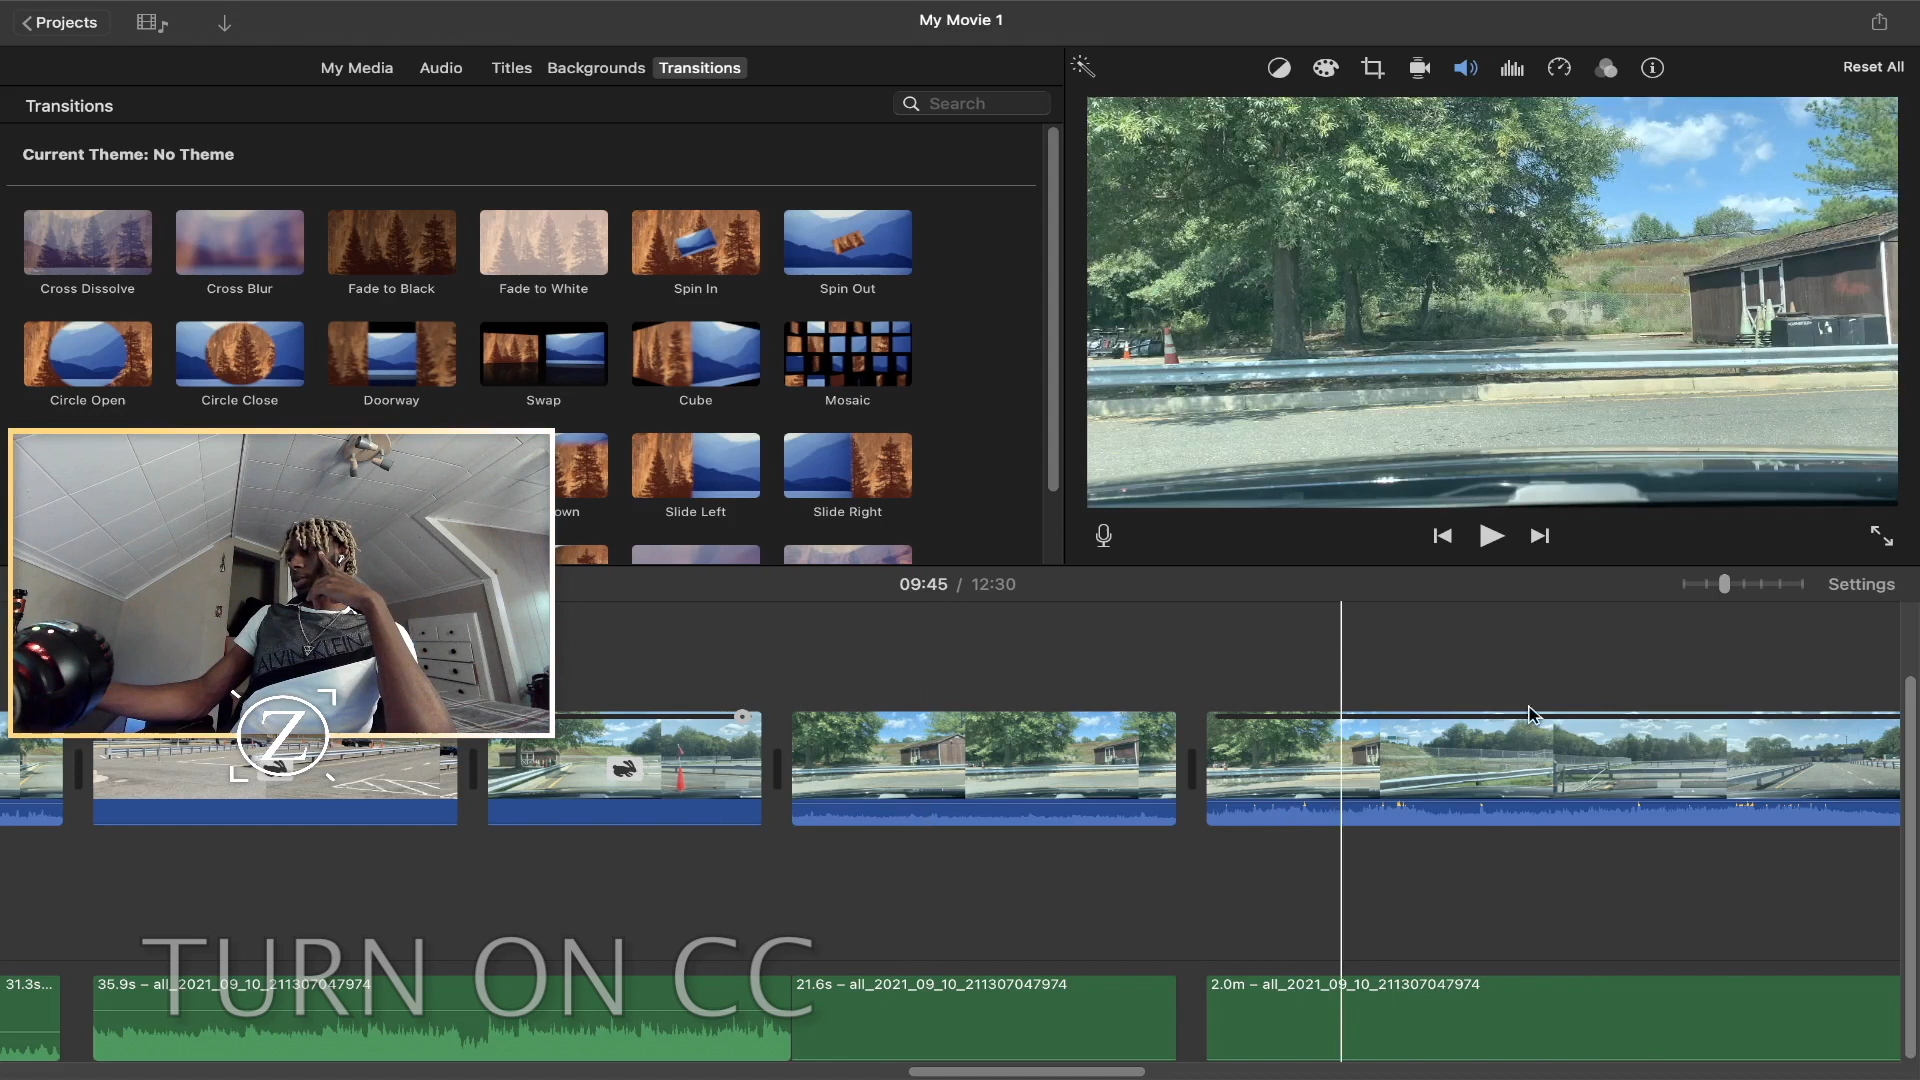 Projects
My Movie 1
My Media
Audio
Titles
Backgrounds
Transitions
Reset All
Transitions
Search
Current Theme: No Theme
Cross Dissolve
Cross Blur
Fade to Black
Fade to White
Spin In
Spin Out
Circle Open
Circle Close
Doorway
Swap
Cube
Mosaic
own
Slide Left
Slide Right
CALVIN KLEIN
Z
09:45 / 12:30
Settings
TURN ON CC
31.3s...
35.9s – all_2021_09_10_211307047974
21.6s – all_2021_09_10_211307047974
2.0m – all_2021_09_10_211307047974